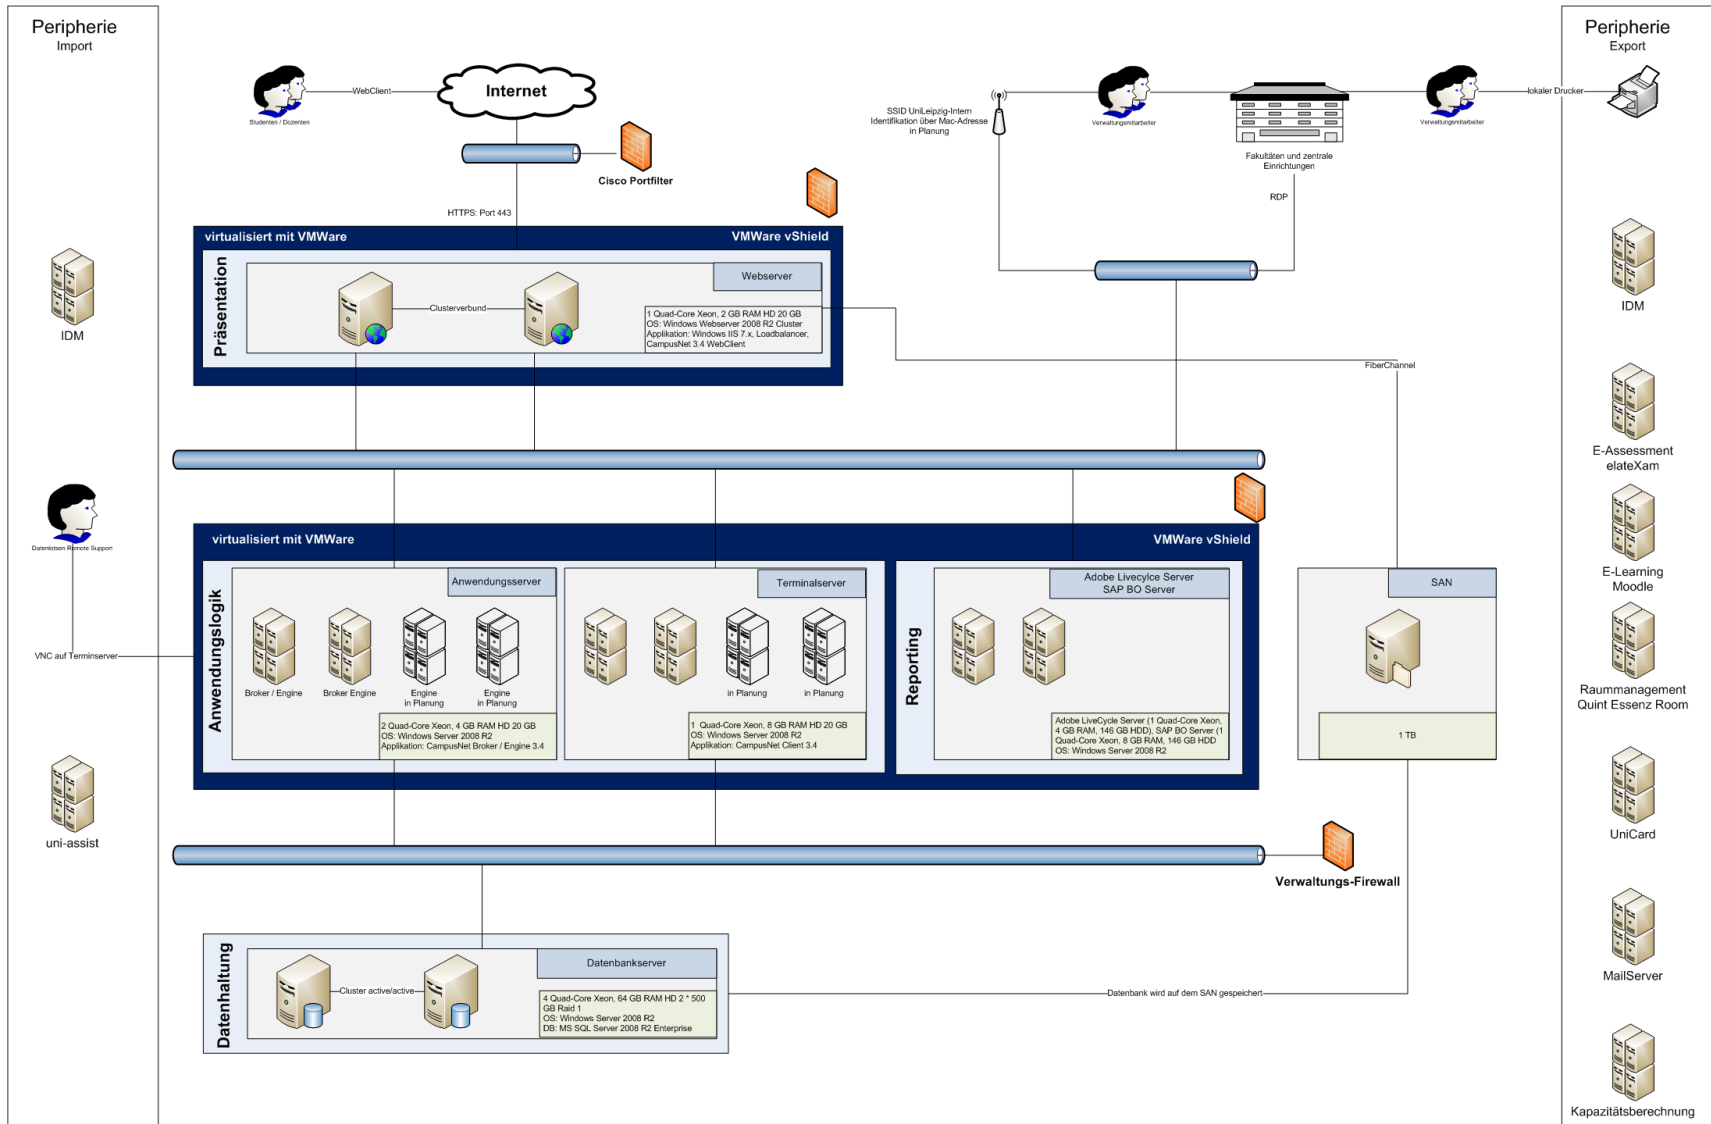 Peripherie
Import
IDM
Datenlotsen Remote Support
VNC auf Terminserver
uni-assist
Studenten / Dozenten
WebClient
Internet
Cisco Portfilter
HTTPS: Port 443
SSID UniLeipzig-Intern
Identifikation über Mac-Adresse
in Planung
Verwaltungsmitarbeiter
Fakultäten und zentrale
Einrichtungen
RDP
Verwaltungsmitarbeiter
lokaler Drucker
virtualisiert mit VMWare
VMWare vShield
Präsentation
Webserver
Clusterverbund
1 Quad-Core Xeon, 2 GB RAM HD 20 GB
OS: Windows Webserver 2008 R2 Cluster
Applikation: Windows IIS 7.x, Loadbalancer,
CampusNet 3.4 WebClient
FiberChannel
virtualisiert mit VMWare
VMWare vShield
Anwendungslogik
Anwendungsserver
Broker / Engine
Broker Engine
Engine
in Planung
Engine
in Planung
2 Quad-Core Xeon, 4 GB RAM HD 20 GB
OS: Windows Server 2008 R2
Applikation: CampusNet Broker / Engine 3.4
Terminalserver
in Planung
in Planung
1 Quad-Core Xeon, 8 GB RAM HD 20 GB
OS: Windows Server 2008 R2
Applikation: CampusNet Client 3.4
Reporting
Adobe Livecylce Server
SAP BO Server
Adobe LiveCycle Server (1 Quad-Core Xeon,
4 GB RAM, 146 GB HDD), SAP BO Server (1
Quad-Core Xeon, 8 GB RAM, 146 GB HDD
OS: Windows Server 2008 R2
SAN
1 TB
Verwaltungs-Firewall
Datenhaltung
Datenbankserver
Cluster active/active
4 Quad-Core Xeon, 64 GB RAM HD 2 * 500
GB Raid 1
OS: Windows Server 2008 R2
DB: MS SQL Server 2008 R2 Enterprise
Datenbank wird auf dem SAN gespeichert
Peripherie
Export
IDM
E-Assessment
elateXam
E-Learning
Moodle
Raummanagement
Quint Essenz Room
UniCard
MailServer
Kapazitätsberechnung